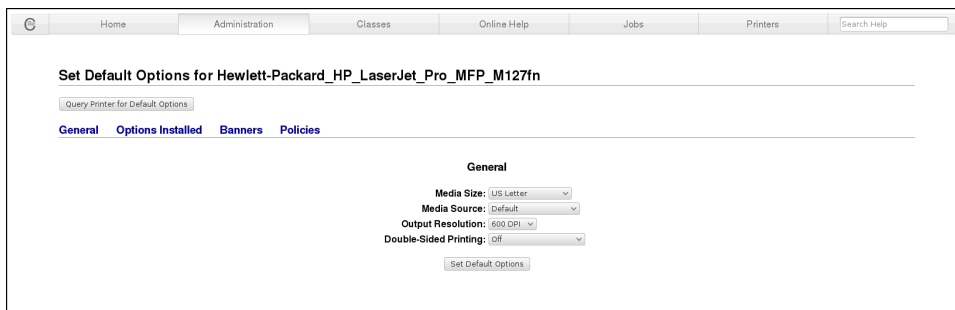 Home Administration Classes Online Help Jobs Printers Search Help
Set Default Options for Hewlett-Packard_HP_LaserJet_Pro_MFP_M127fn
Query Printer for Default Options
General Options Installed Banners Policies
General
Media Size: US Letter
Media Source: Default
Output Resolution: 600 DPI
Double-Sided Printing: Off
Set Default Options